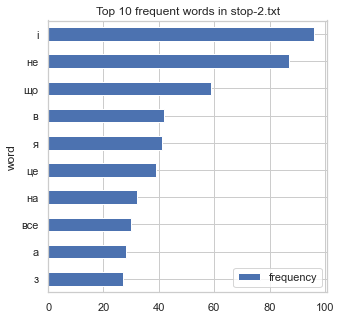 Top 10 frequent words in stop-2.txt
і
не
що
в
я
це
на
все
а
з
word
frequency
0 20 40 60 80 100